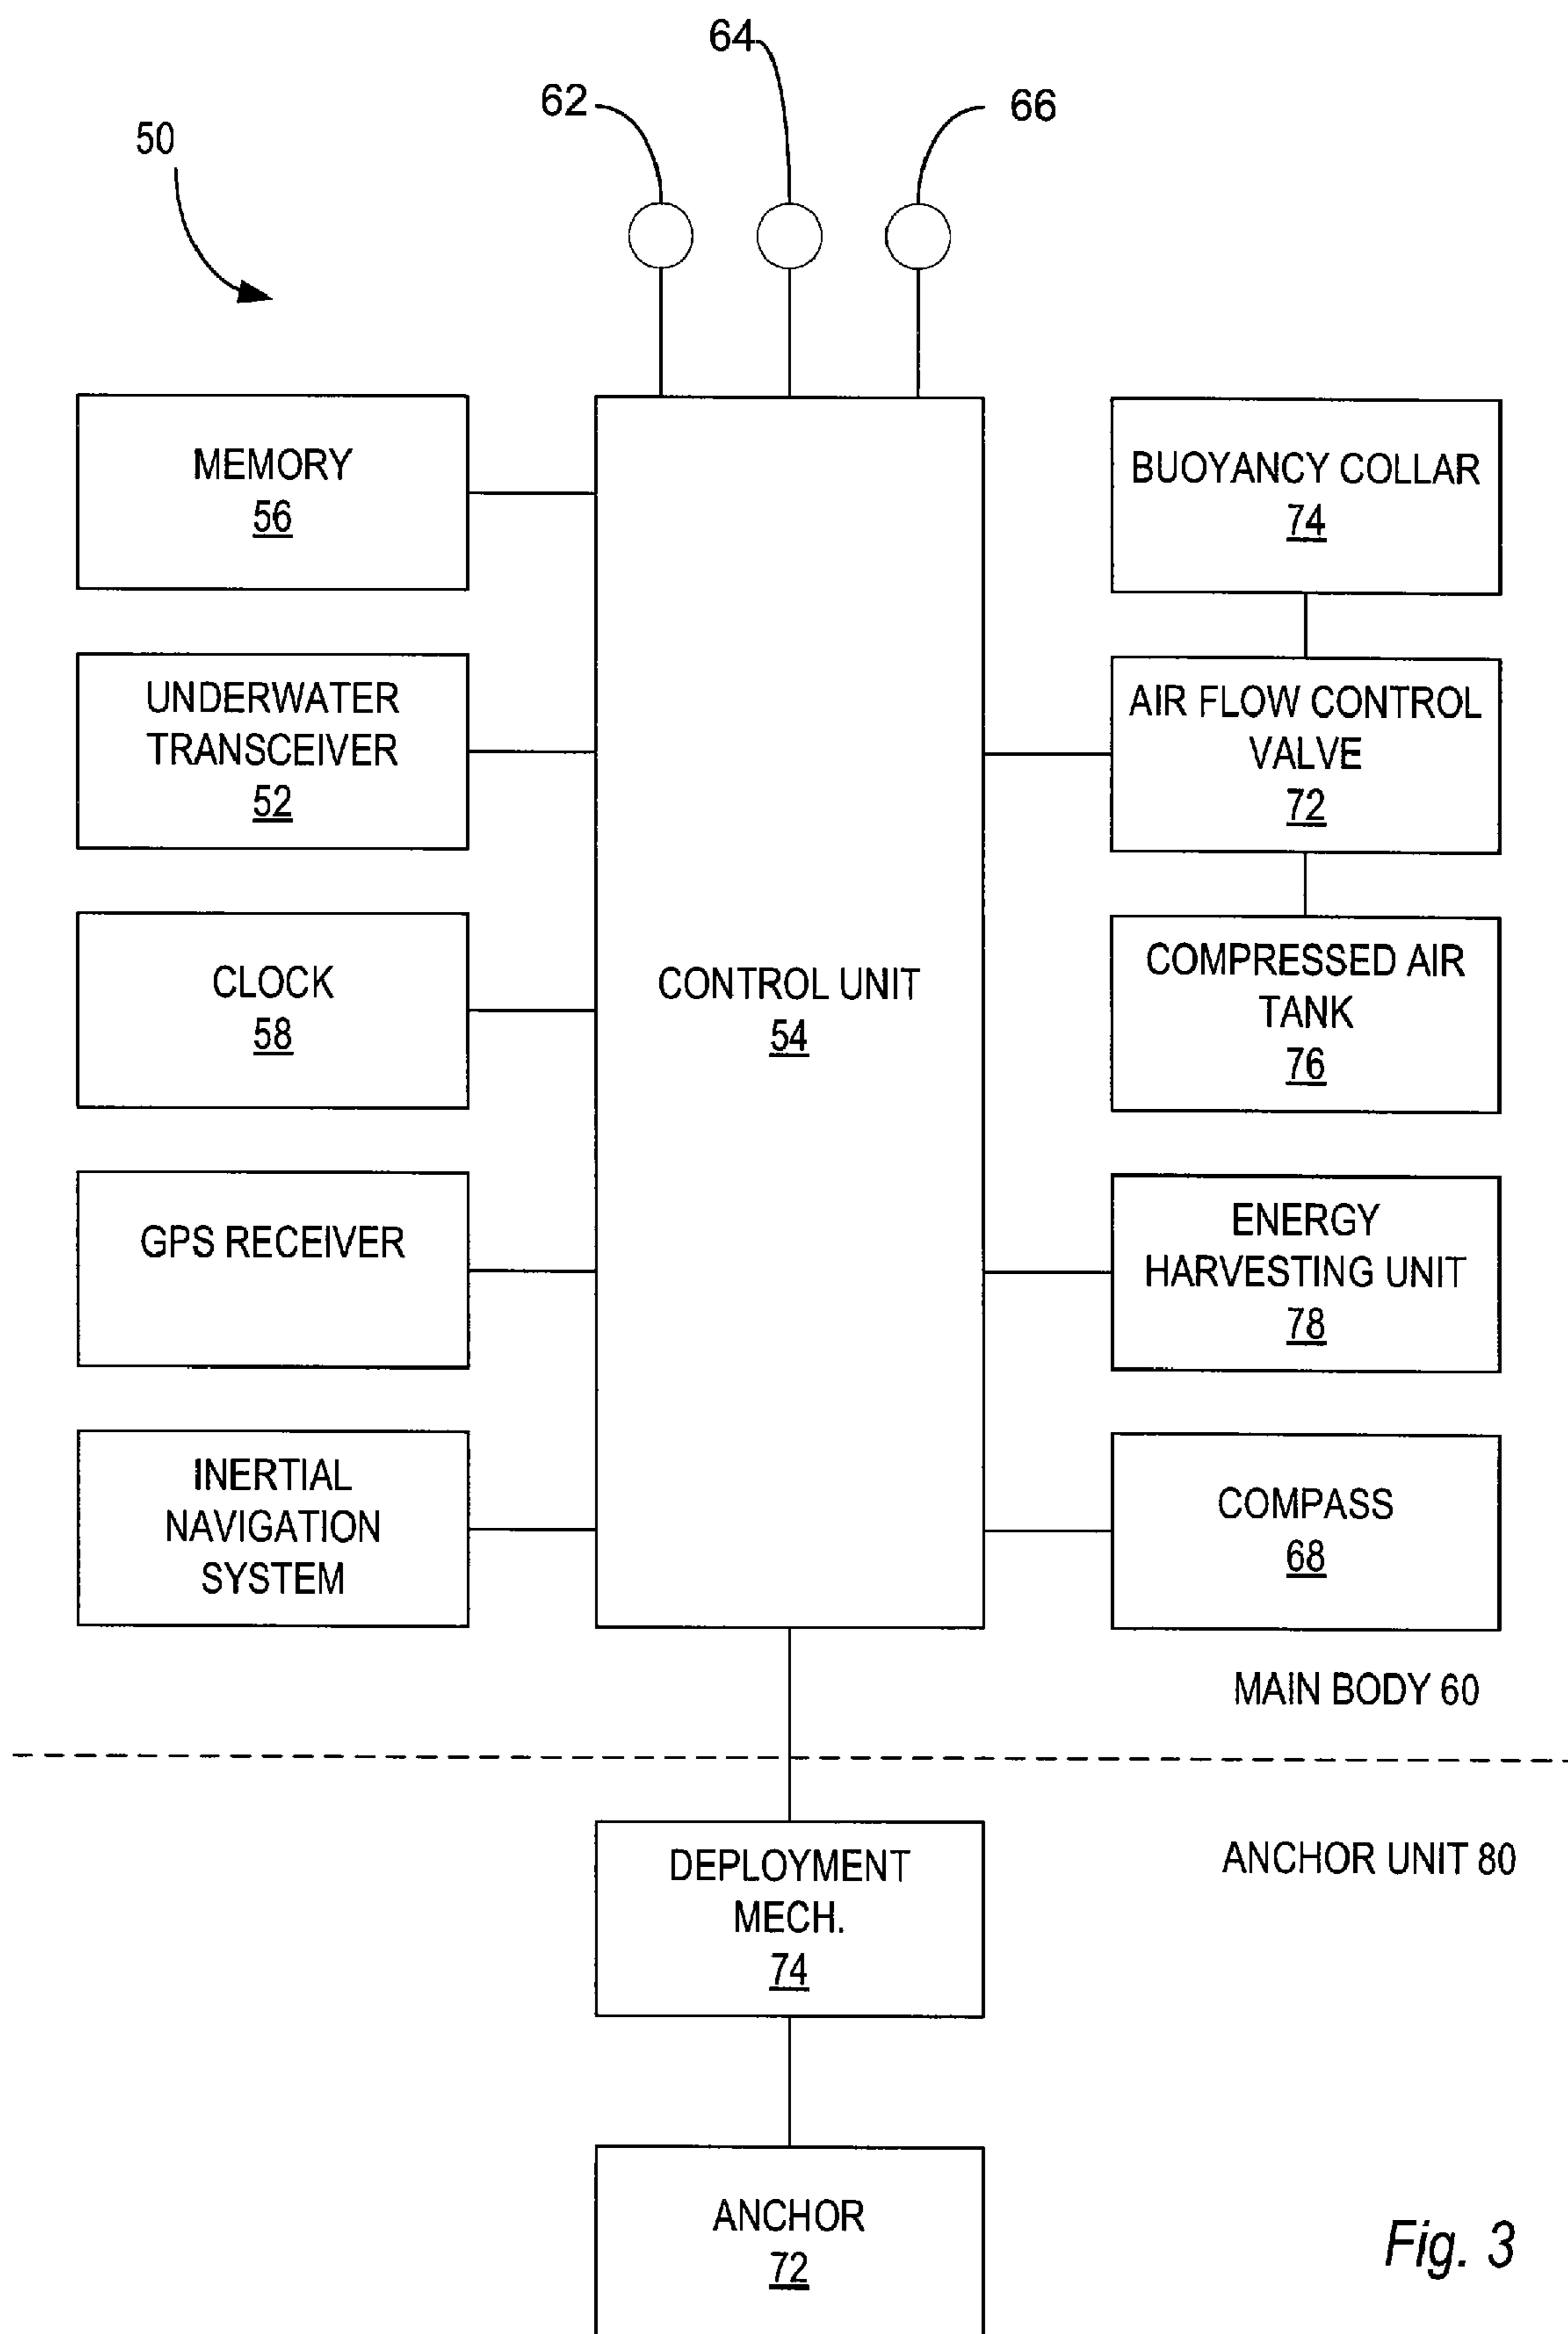 64
62
66
50
MEMORY
56
BUOYANCY COLLAR
74
UNDERWATER
TRANSCEIVER
52
AIR FLOW CONTROL
VALVE
72
CLOCK
58
CONTROL UNIT
54
COMPRESSED AIR
TANK
76
GPS RECEIVER
ENERGY
HARVESTING UNIT
78
INERTIAL
NAVIGATION
SYSTEM
COMPASS
68
MAIN BODY 60
ANCHOR UNIT 80
DEPLOYMENT
MECH.
74
ANCHOR
72
Fig. 3